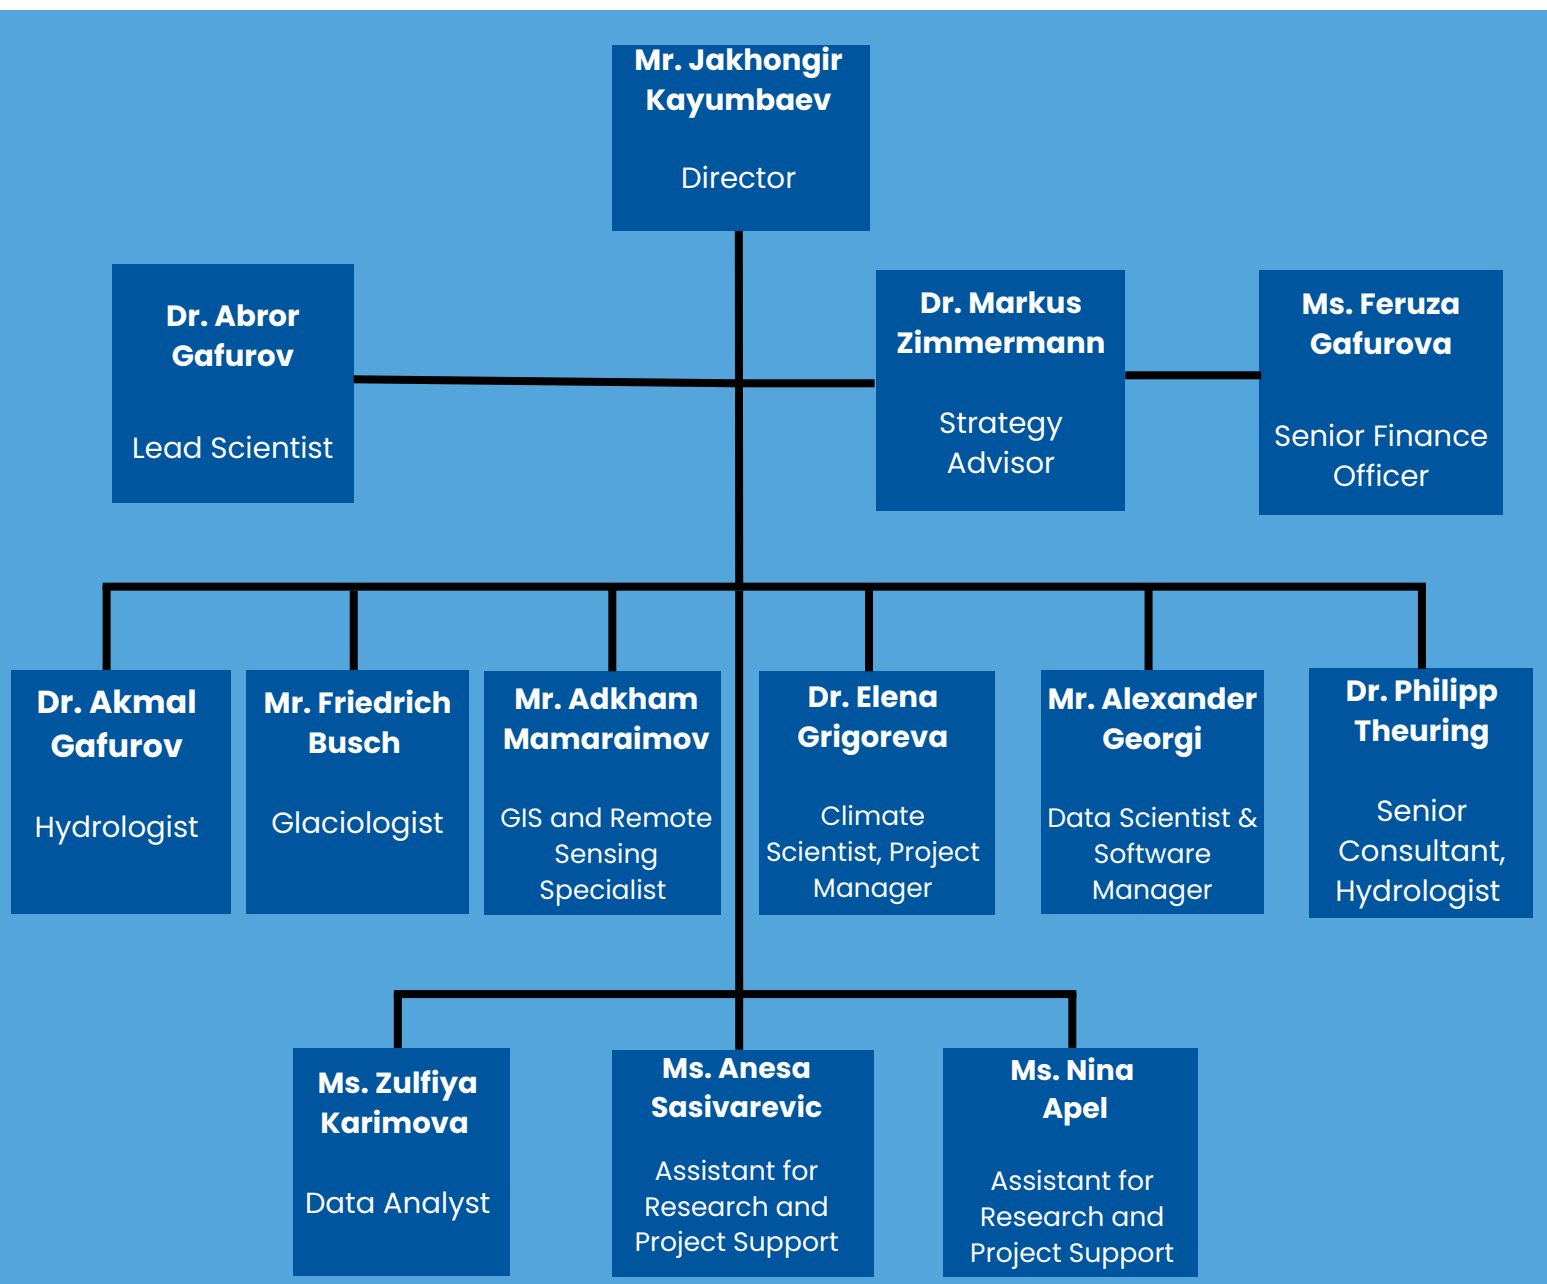 Mr. Jakhongir
Kayumbaev
Director
Dr. Abror
Gafurov
Lead Scientist
Dr. Markus
Zimmermann
Strategy
Advisor
Ms. Feruza
Gafurova
Senior Finance
Officer
Dr. Akmal
Gafurov
Hydrologist
Mr. Friedrich
Busch
Glaciologist
Mr. Adkham
Mamaraimov
GIS and Remote
Sensing
Specialist
Dr. Elena
Grigoreva
Climate
Scientist, Project
Manager
Mr. Alexander
Georgi
Data Scientist &
Software
Manager
Dr. Philipp
Theuring
Senior
Consultant,
Hydrologist
Ms. Zulfiya
Karimova
Data Analyst
Ms. Anesa
Sasivarevic
Assistant for
Research and
Project Support
Ms. Nina
Apel
Assistant for
Research and
Project Support